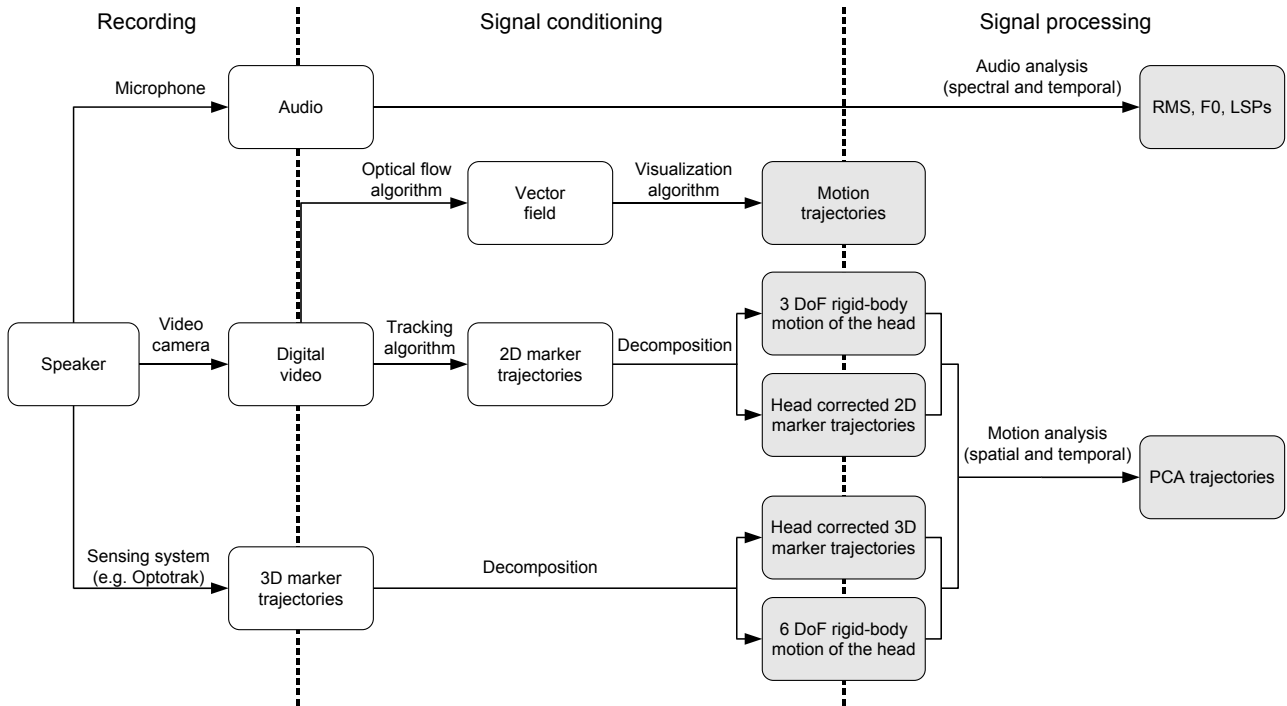 Recording
Signal conditioning
Signal processing
Microphone
Audio
Audio analysis
(spectral and temporal)
RMS, F0, LSPs
Optical flow
algorithm
Vector
field
Visualization
algorithm
Motion
trajectories
Speaker
Video
camera
Digital
video
Tracking
algorithm
2D marker
trajectories
Decomposition
3 DoF rigid-body
motion of the head
Head corrected 2D
marker trajectories
Motion analysis
(spatial and temporal)
PCA trajectories
Sensing system
(e.g. Optotrak)
3D marker
trajectories
Decomposition
Head corrected 3D
marker trajectories
6 DoF rigid-body
motion of the head